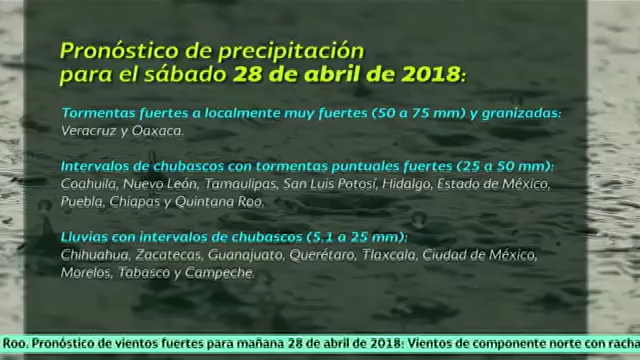 Pronóstico de precipitación
para el sábado 28 de abril de 2018:
Tormentas fuertes a localmente muy fuertes (50 a 75 mm) y granizadas:
Veracruz y Oaxaca.
Intervalos de chubascos con tormentas puntuales fuertes (25 a 50 mm):
Coahuila, Nuevo León, Tamaulipas, San Luis Potosí, Hidalgo, Estado de México,
Puebla, Chiapas y Quintana Roo.
Lluvias con intervalos de chubascos (5,1 a 25 mm):
Chihuahua, Zacatecas, Guanajuato, Querétaro, Tlaxcala, Ciudad de México,
Morelos, Tabasco y Campeche.
Roo. Pronóstico de vientos fuertes para mañana 28 de abril de 2018: Vientos de componente norte con racha